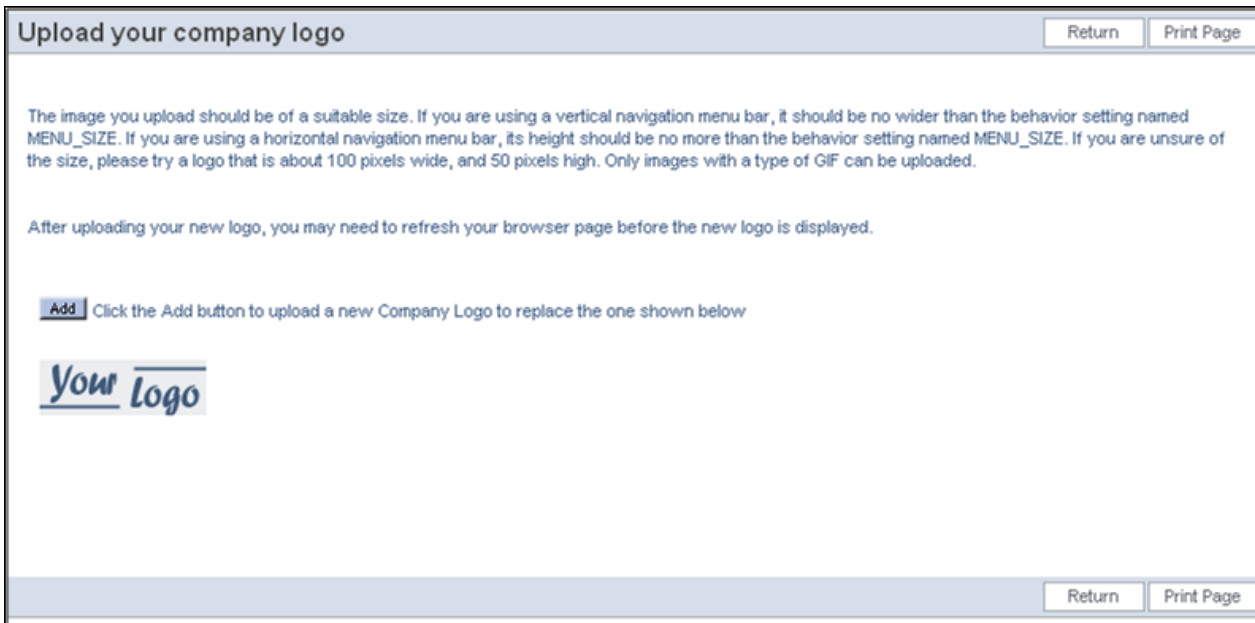 Upload your company logo
Return
Print Page
The image you upload should be of a suitable size. If you are using a vertical navigation menu bar, it should be no wider than the behavior setting named
MENU_SIZE. If you are using a horizontal navigation menu bar, its height should be no more than the behavior setting named MENU_SIZE. If you are unsure of
the size, please try a logo that is about 100 pixels wide, and 50 pixels high. Only images with a type of GIF can be uploaded.
After uploading your new logo, you may need to refresh your browser page before the new logo is displayed.
Add Click the Add button to upload a new Company Logo to replace the one shown below
Your Logo
Return
Print Page